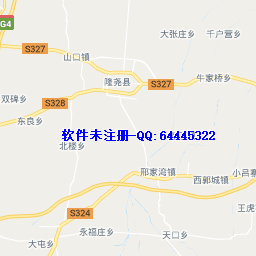 G4
大张庄乡
千户营乡
S327
山口镇
隆尧县
S327
牛家桥乡
双碑乡
S328
东良乡
软件未注册-QQ:64445322
北楼乡
邢家湾镇
西郭城镇
小吕寨
王虎
S324
永福庄乡
大屯乡
天口乡